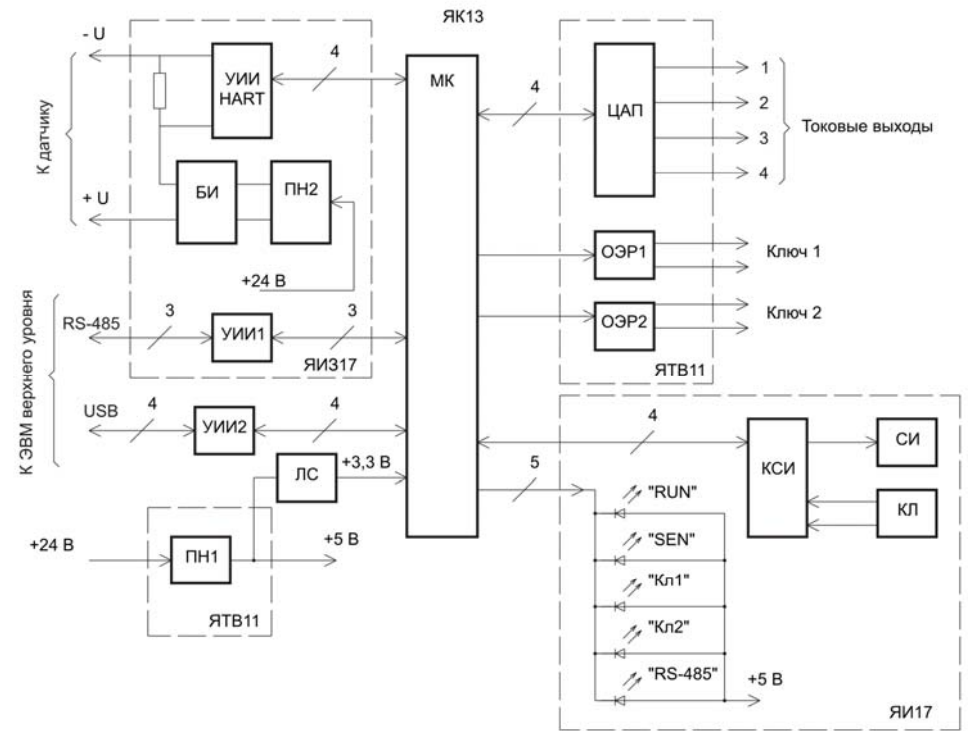 ЯК13
- U
К датчику
+ U
УИИ
HART
4
БИ
ПН2
+24 В
К ЭВМ верхнего уровня
RS-485
3
УИИ1
3
ЯИЗ17
USB
4
УИИ2
4
ЛС
+3,3 В
+24 В
ПН1
+5 В
ЯТВ11
МК
4
ЦАП
1
2
3
4
Токовые выходы
ОЭР1
Ключ 1
ОЭР2
Ключ 2
ЯТВ11
4
КСИ
СИ
КЛ
5
"RUN"
"SEN"
"Кл1"
"Кл2"
"RS-485"
+5 В
ЯИ17